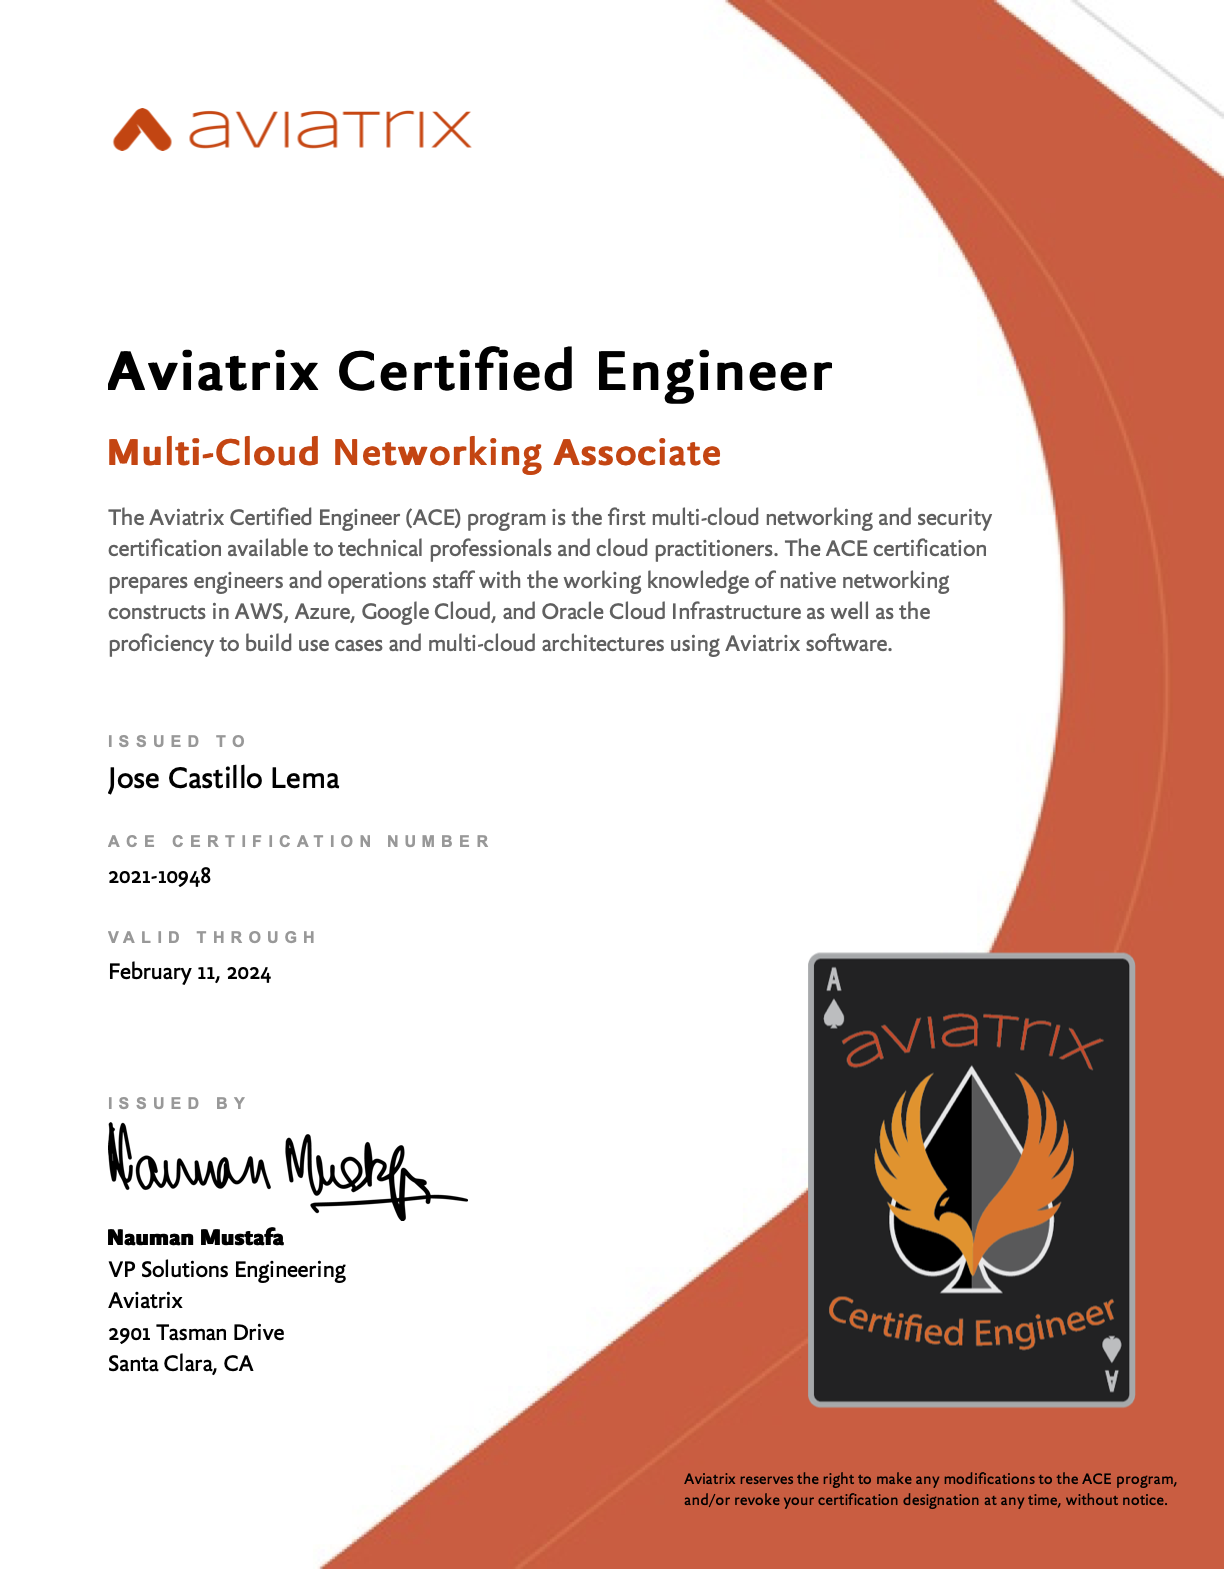 aviatrix
Aviatrix Certified Engineer
Multi-Cloud Networking Associate
The Aviatrix Certified Engineer (ACE) program is the first multi-cloud networking and security
certification available to technical professionals and cloud practitioners. The ACE certification
prepares engineers and operations staff with the working knowledge of native networking
constructs in AWS, Azure, Google Cloud, and Oracle Cloud Infrastructure as well as the
proficiency to build use cases and multi-cloud architectures using Aviatrix software.
ISSUED TO
Jose Castillo Lema
ACE CERTIFICATION NUMBER
2021-10948
VALID THROUGH
February 11, 2024
ISSUED BY
Nauman Mustafa
Nauman Mustafa
VP Solutions Engineering
Aviatrix
2901 Tasman Drive
Santa Clara, CA
A
aviatrix
Certified Engineer
A
Aviatrix reserves the right to make any modifications to the ACE program,
and/or revoke your certification designation at any time, without notice.